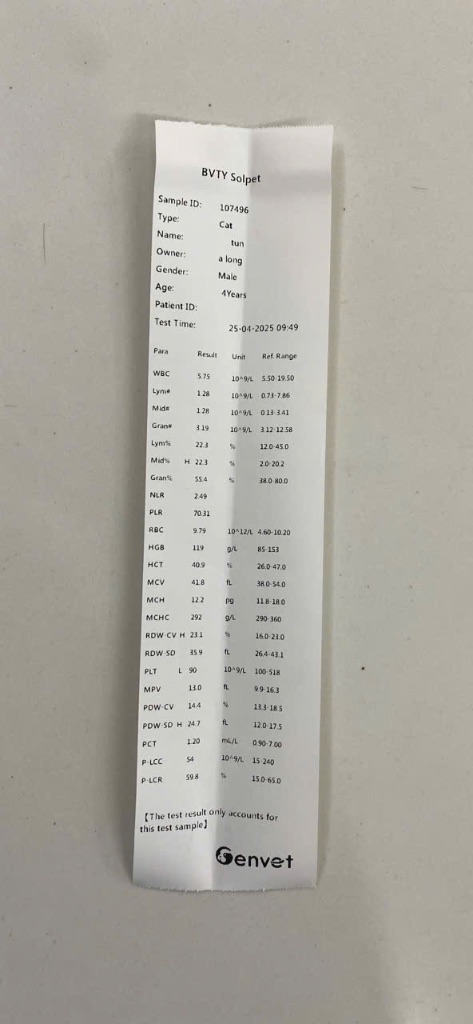 BVTY Solpet
Sample ID: 107496
Type: Cat
Name: tun
Owner: a long
Gender: Male
Age: 4Years
Patient ID:
Test Time: 25-04-2025 09:49
Para Result Unit Ref. Range
WBC 5.75 10^9/L 5.50-19.50
Lym# 1.28 10^9/L 0.73-7.86
Mid# 1.28 10^9/L 0.13-3.41
Gran# 3.19 10^9/L 3.12-12.58
Lym% 22.3 % 12.0-45.0
Mid% H 22.3 % 2.0-20.2
Gran% 55.4 % 38.0-80.0
NLR 2.49
PLR 70.31
RBC 9.79 10^12/L 4.60-10.20
HGB 119 g/L 85-153
HCT 40.9 % 26.0-47.0
MCV 41.8 fL 38.0-54.0
MCH 12.2 pg 11.8-18.0
MCHC 292 g/L 290-360
RDW-CV H 23.1 % 16.0-23.0
RDW-SD 35.9 fL 26.4-43.1
PLT L 90 10^9/L 100-518
MPV 13.0 fL 9.9-16.3
PDW-CV 14.4 % 13.3-18.5
PDW-SD H 24.7 fL 12.0-17.5
PCT 1.20 mL/L 0.90-7.00
P-LCC 54 10^9/L 15-240
P-LCR 59.8 % 15.0-65.0
【The test result only accounts for
this test sample】
Genvet